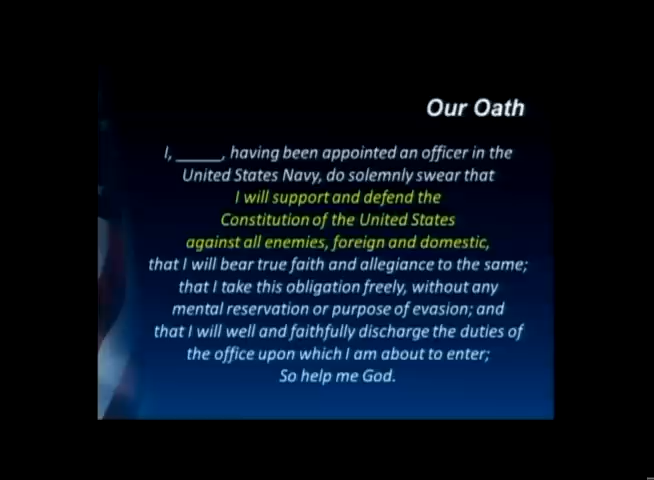 Our Oath
I, _____, having been appointed an officer in the
United States Navy, do solemnly swear that
I will support and defend the
Constitution of the United States
against all enemies, foreign and domestic,
that I will bear true faith and allegiance to the same;
that I take this obligation freely, without any
mental reservation or purpose of evasion; and
that I will well and faithfully discharge the duties of
the office upon which I am about to enter;
So help me God.